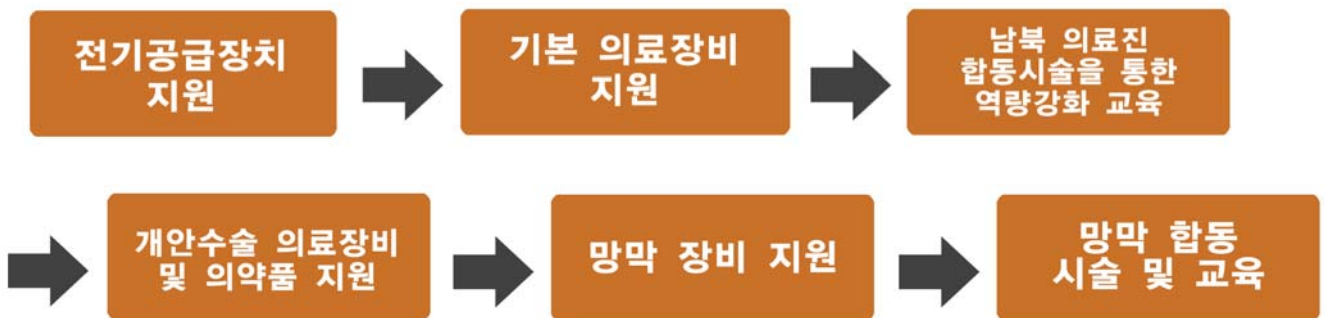 전기공급장치
지원
기본 의료장비
지원
남북 의료진
합동시술을 통한
역량강화 교육
개안수술 의료장비
및 의약품 지원
망막 장비 지원
망막 합동
시술 및 교육